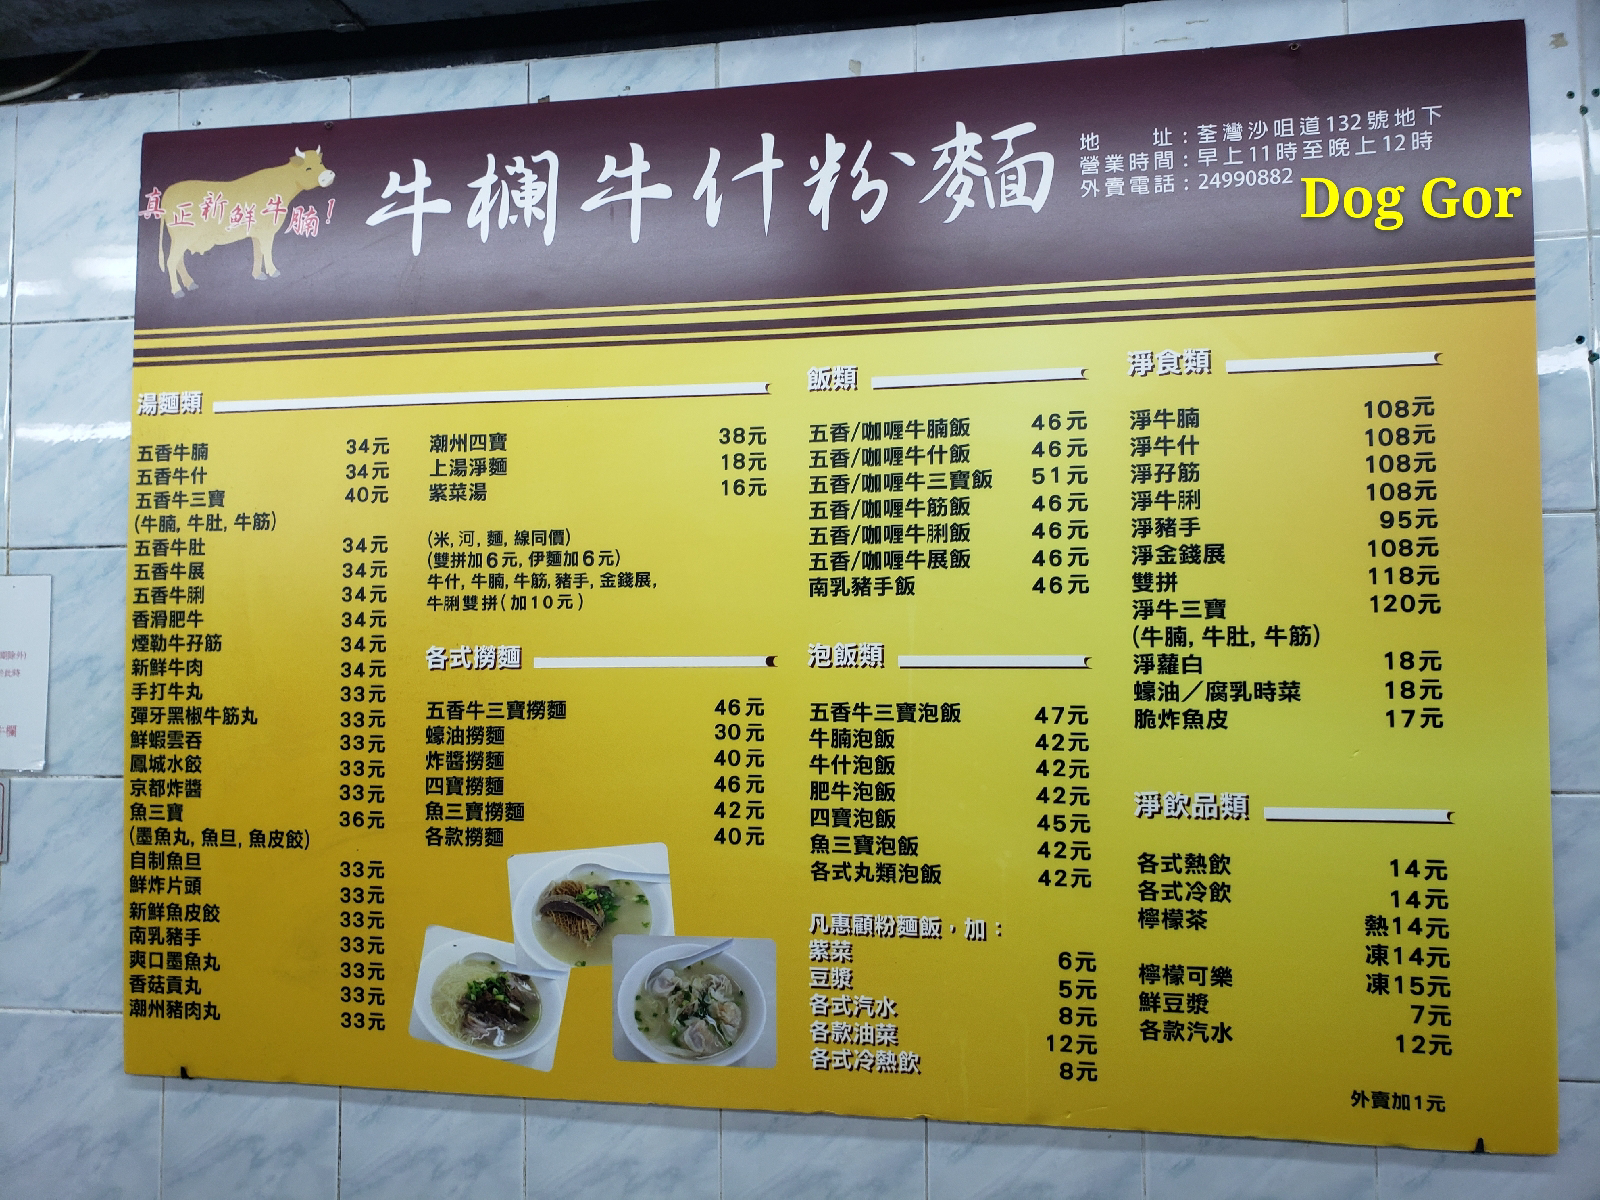 真正新鮮牛腩!
牛欄牛什粉麵
地 址：荃灣沙咀道132號地下
營業時間：早上11時至晚上12時
外賣電話：24990882
Dog Gor
湯麵類
五香牛腩 34元
五香牛什 34元
五香牛三寶 40元
(牛腩, 牛肚, 牛筋)
五香牛肚 34元
五香牛展 34元
五香牛脷 34元
香滑肥牛 34元
煙勒牛孖筋 34元
新鮮牛肉 34元
手打牛丸 33元
彈牙黑椒牛筋丸 33元
鮮蝦雲吞 33元
鳳城水餃 33元
京都炸醬 33元
魚三寶 36元
(墨魚丸, 魚旦, 魚皮餃)
自制魚旦 33元
鮮炸片頭 33元
新鮮魚皮餃 33元
南乳豬手 33元
爽口墨魚丸 33元
香菇貢丸 33元
潮州豬肉丸 33元
潮州四寶 38元
上湯淨麵 18元
紫菜湯 16元
(米, 河, 麵, 線同價)
(雙拼加6元, 伊麵加6元)
牛什, 牛腩, 牛筋, 豬手, 金錢展,
牛脷雙拼(加10元)
各式撈麵
五香牛三寶撈麵 46元
蠔油撈麵 30元
炸醬撈麵 40元
四寶撈麵 46元
魚三寶撈麵 42元
各款撈麵 40元
飯類
五香/咖喱牛腩飯 46元
五香/咖喱牛什飯 46元
五香/咖喱牛三寶飯 51元
五香/咖喱牛筋飯 46元
五香/咖喱牛脷飯 46元
五香/咖喱牛展飯 46元
南乳豬手飯 46元
泡飯類
五香牛三寶泡飯 47元
牛腩泡飯 42元
牛什泡飯 42元
肥牛泡飯 42元
四寶泡飯 45元
魚三寶泡飯 42元
各式丸類泡飯 42元
凡惠顧粉麵飯，加：
紫菜 6元
豆漿 5元
各式汽水 8元
各款油菜 12元
各式冷熱飲 8元
淨食類
淨牛腩 108元
淨牛什 108元
淨孖筋 108元
淨牛脷 108元
淨豬手 95元
淨金錢展 108元
雙拼 118元
淨牛三寶 120元
(牛腩, 牛肚, 牛筋)
淨蘿白 18元
蠔油／腐乳時菜 18元
脆炸魚皮 17元
淨飲品類
各式熱飲 14元
各式冷飲 14元
檸檬茶 熱14元
凍14元
檸檬可樂 凍15元
鮮豆漿 7元
各款汽水 12元
外賣加1元